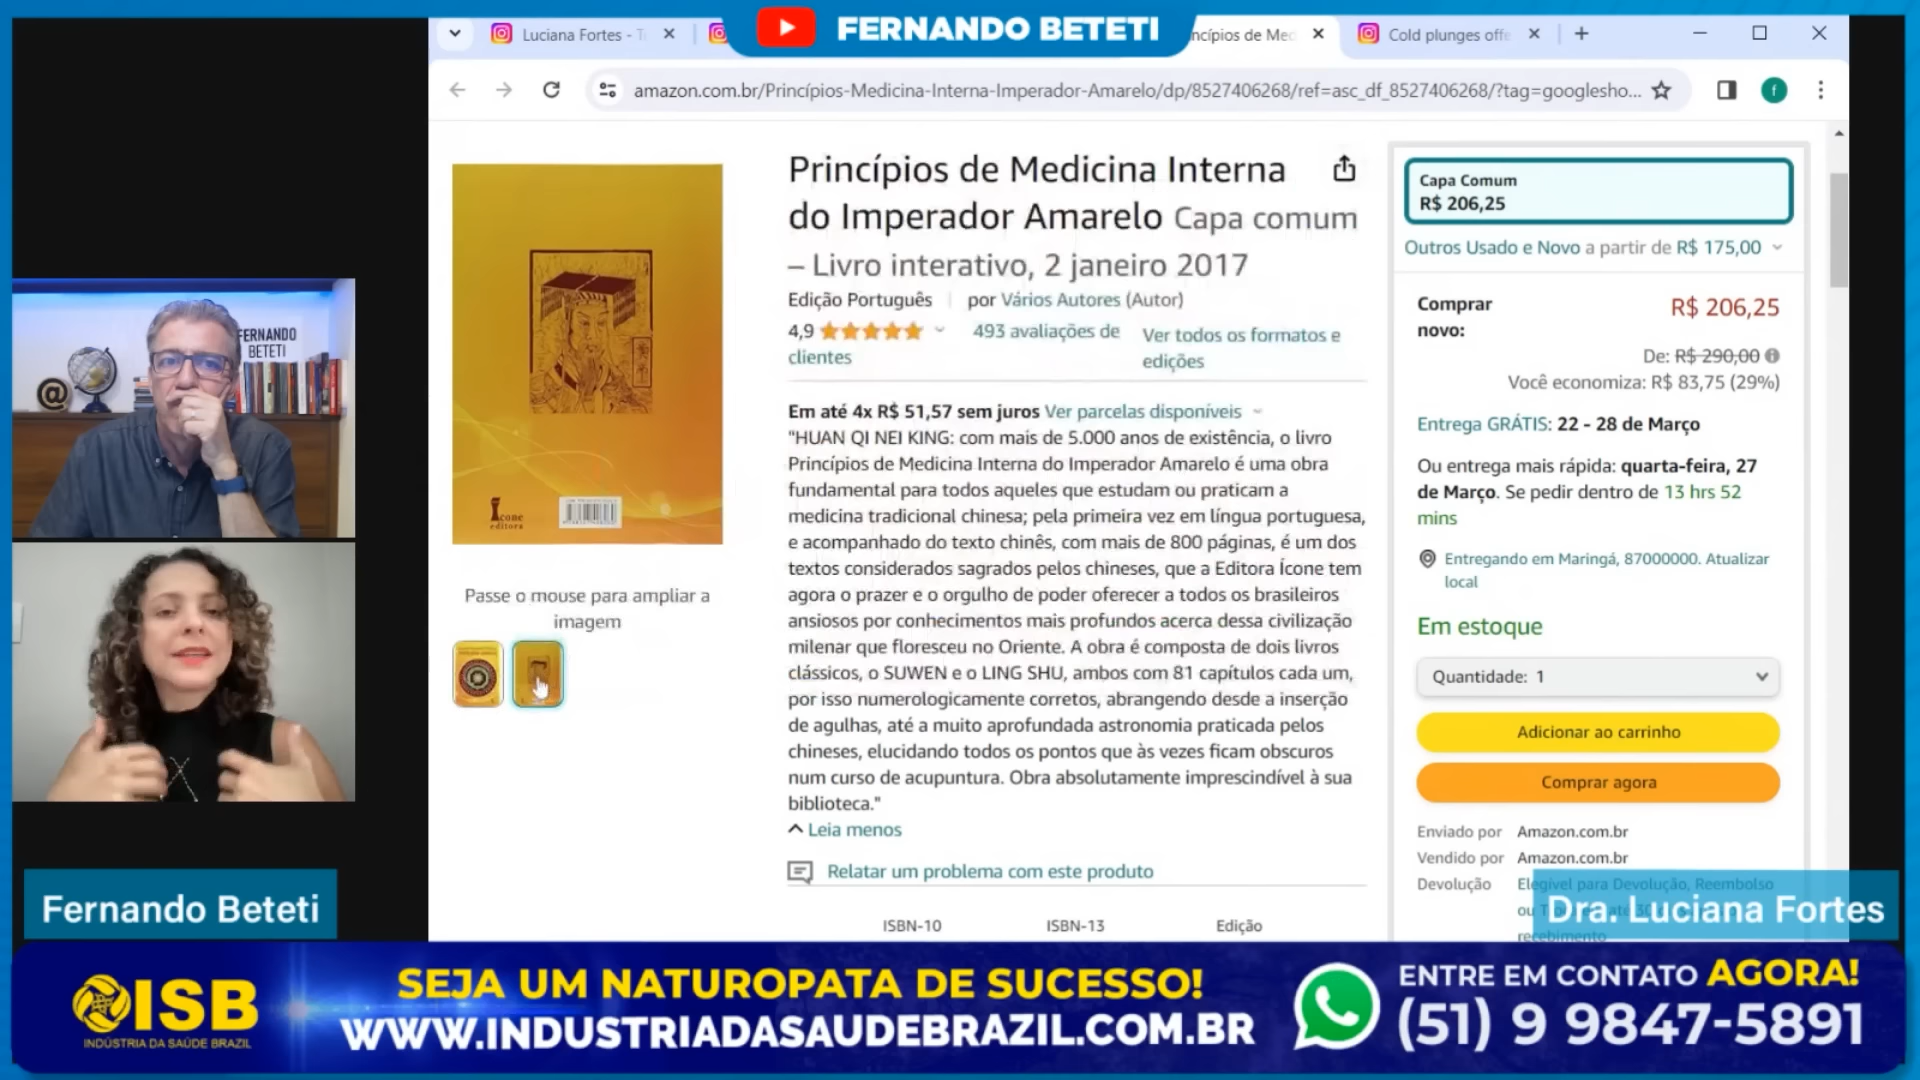 FERNANDO BETETI
Luciana Fortes - T
ncípios de Med
Cold plunges offe
amazon.com.br/Princípios-Medicina-Interna-Imperador-Amarelo/dp/8527406268/ref=asc_df_8527406268/?tag=googlesho...
f
Princípios de Medicina Interna
do Imperador Amarelo Capa comum
– Livro interativo, 2 janeiro 2017
Edição Português
por Vários Autores (Autor)
4,9
493 avaliações de
clientes
Ver todos os formatos e
edições
Em até 4x R$ 51,57 sem juros Ver parcelas disponíveis
"HUAN QI NEI KING: com mais de 5.000 anos de existência, o livro
Princípios de Medicina Interna do Imperador Amarelo é uma obra
fundamental para todos aqueles que estudam ou praticam a
medicina tradicional chinesa; pela primeira vez em língua portuguesa,
e acompanhado do texto chinês, com mais de 800 páginas, é um dos
textos considerados sagrados pelos chineses, que a Editora Ícone tem
agora o prazer e o orgulho de poder oferecer a todos os brasileiros
ansiosos por conhecimentos mais profundos acerca dessa civilização
milenar que floresceu no Oriente. A obra é composta de dois livros
clássicos, o SUWEN e o LING SHU, ambos com 81 capítulos cada um,
por isso numerologicamente corretos, abrangendo desde a inserção
de agulhas, até a muito aprofundada astronomia praticada pelos
chineses, elucidando todos os pontos que às vezes ficam obscuros
num curso de acupuntura. Obra absolutamente imprescindível à sua
biblioteca."
Leia menos
Relatar um problema com este produto
ISBN-10
ISBN-13
Edição
Ícone
editora
Passe o mouse para ampliar a
imagem
Capa Comum
R$ 206,25
Outros Usado e Novo a partir de R$ 175,00
Comprar
novo:
R$ 206,25
De: R$ 290,00
Você economiza: R$ 83,75 (29%)
Entrega GRÁTIS: 22 - 28 de Março
Ou entrega mais rápida: quarta-feira, 27
de Março. Se pedir dentro de 13 hrs 52
mins
Entregando em Maringá, 87000000. Atualizar
local
Em estoque
Quantidade: 1
Adicionar ao carrinho
Comprar agora
Enviado por Amazon.com.br
Vendido por Amazon.com.br
Devolução Elegível para Devolução, Reembolso
ou
recebimento
FERNANDO
BETETI
@
Fernando Beteti
Dra. Luciana Fortes
ISB
INDÚSTRIA DA SAÚDE BRAZIL
SEJA UM NATUROPATA DE SUCESSO!
WWW.INDUSTRIADASAUDEBRAZIL.COM.BR
ENTRE EM CONTATO AGORA!
(51) 9 9847-5891